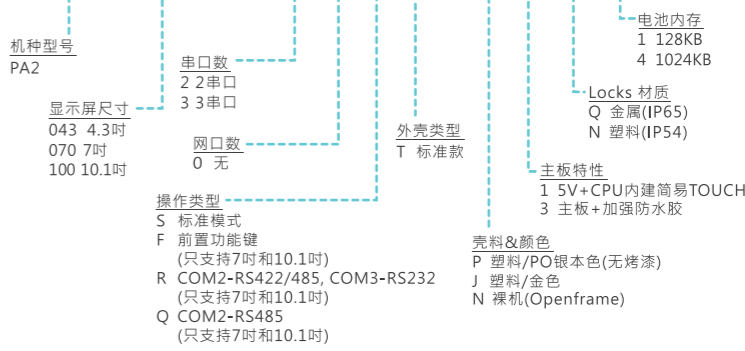 机种型号
PA2
显示屏尺寸
043 4.3吋
070 7吋
100 10.1吋
串口数
2 2串口
3 3串口
网口数
0 无
操作类型
S 标准模式
F 前置功能键
(只支持7吋和10.1吋)
R COM2-RS422/485, COM3-RS232
(只支持7吋和10.1吋)
Q COM2-RS485
(只支持7吋和10.1吋)
外壳类型
T 标准款
壳料&颜色
P 塑料/PO银本色(无烤漆)
J 塑料/金色
N 裸机(Openframe)
主板特性
1 5V+CPU内建简易TOUCH
3 主板+加强防水胶
Locks 材质
Q 金属(IP65)
N 塑料(IP54)
电池内存
1 128KB
4 1024KB